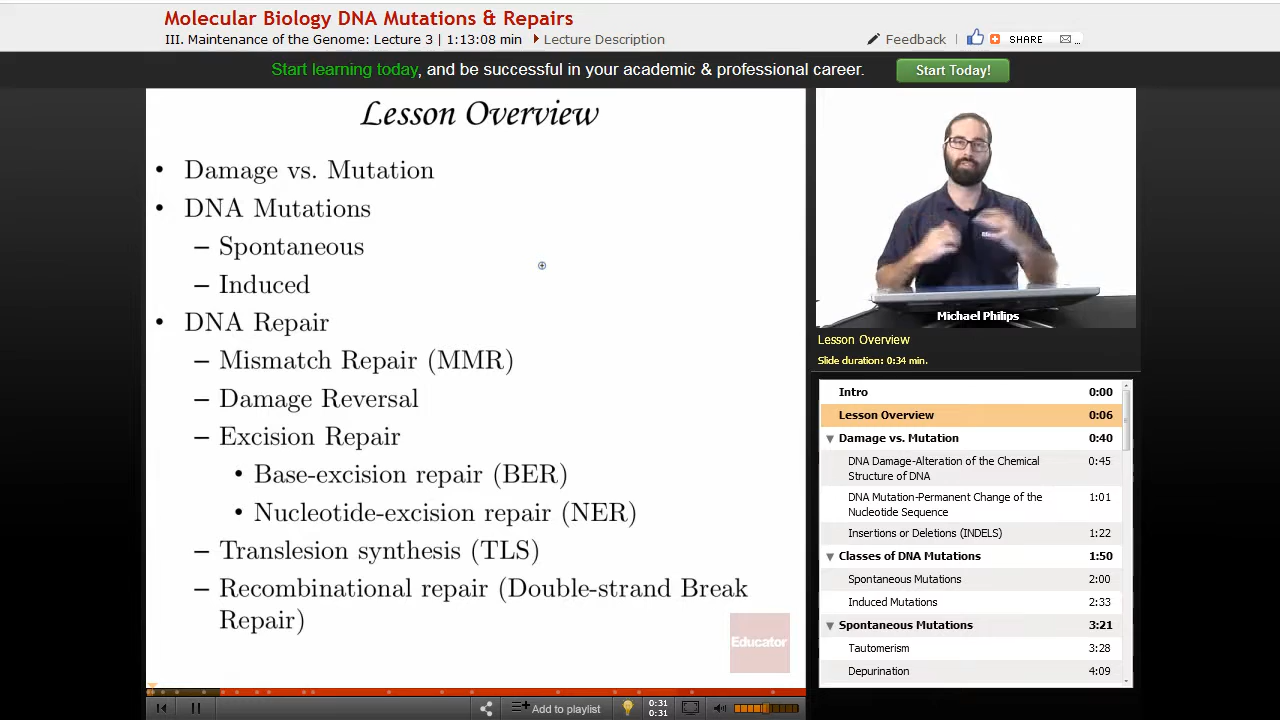 Molecular Biology DNA Mutations & Repairs
III. Maintenance of the Genome: Lecture 3 | 1:13:08 min
Lecture Description
Feedback
SHARE
Start learning today, and be successful in your academic & professional career.
Start Today!
Lesson Overview
• Damage vs. Mutation
• DNA Mutations
– Spontaneous
– Induced
• DNA Repair
– Mismatch Repair (MMR)
– Damage Reversal
– Excision Repair
• Base-excision repair (BER)
• Nucleotide-excision repair (NER)
– Translesion synthesis (TLS)
– Recombinational repair (Double-strand Break
Repair)
Educator
Michael Philips
Lesson Overview
Slide duration: 0:34 min.
Intro 0:00
Lesson Overview 0:06
Damage vs. Mutation 0:40
DNA Damage-Alteration of the Chemical 0:45
Structure of DNA
DNA Mutation-Permanent Change of the 1:01
Nucleotide Sequence
Insertions or Deletions (INDELS) 1:22
Classes of DNA Mutations 1:50
Spontaneous Mutations 2:00
Induced Mutations 2:33
Spontaneous Mutations 3:21
Tautomerism 3:28
Depurination 4:09
Add to playlist
0:31
0:31